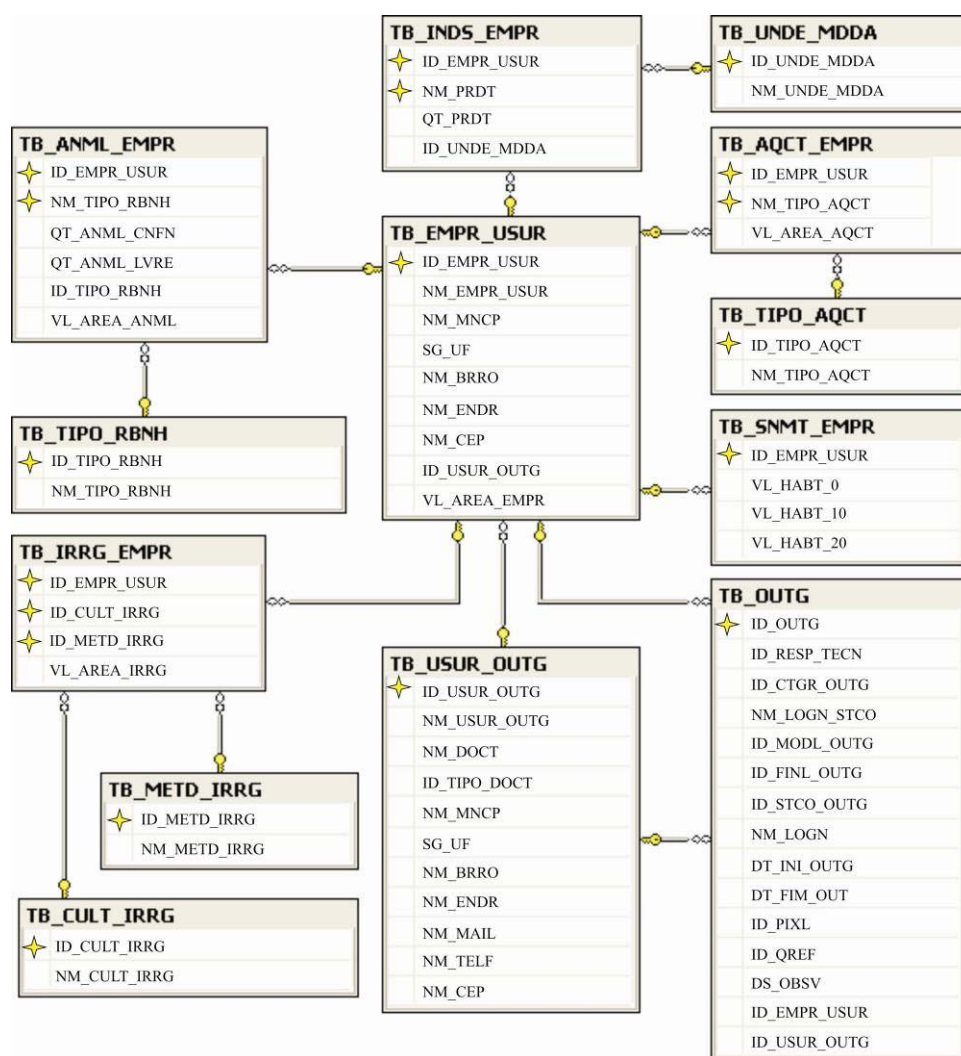 TB_INDS_EMPR
ID_EMPR_USUR
NM_PRDT
QT_PRDT
ID_UNDE_MDDA
TB_UNDE_MDDA
ID_UNDE_MDDA
NM_UNDE_MDDA
TB_ANML_EMPR
ID_EMPR_USUR
NM_TIPO_RBNH
QT_ANML_CNFN
QT_ANML_LVRE
ID_TIPO_RBNH
VL_AREA_ANML
TB_AQCT_EMPR
ID_EMPR_USUR
NM_TIPO_AQCT
VL_AREA_AQCT
TB_EMPR_USUR
ID_EMPR_USUR
NM_EMPR_USUR
NM_MNCP
SG_UF
NM_BRRO
NM_ENDR
NM_CEP
ID_USUR_OUTG
VL_AREA_EMPR
TB_TIPO_AQCT
ID_TIPO_AQCT
NM_TIPO_AQCT
TB_TIPO_RBNH
ID_TIPO_RBNH
NM_TIPO_RBNH
TB_SNMT_EMPR
ID_EMPR_USUR
VL_HABT_0
VL_HABT_10
VL_HABT_20
TB_IRRG_EMPR
ID_EMPR_USUR
ID_CULT_IRRG
ID_METD_IRRG
VL_AREA_IRRG
TB_USUR_OUTG
ID_USUR_OUTG
NM_USUR_OUTG
NM_DOCT
ID_TIPO_DOCT
NM_MNCP
SG_UF
NM_BRRO
NM_ENDR
NM_MAIL
NM_TELF
NM_CEP
TB_OUTG
ID_OUTG
ID_RESP_TECN
ID_CTGR_OUTG
NM_LOGN_STCO
ID_MODL_OUTG
ID_FINL_OUTG
ID_STCO_OUTG
NM_LOGN
DT_INI_OUTG
DT_FIM_OUT
ID_PIXL
ID_QREF
DS_OBSV
ID_EMPR_USUR
ID_USUR_OUTG
TB_METD_IRRG
ID_METD_IRRG
NM_METD_IRRG
TB_CULT_IRRG
ID_CULT_IRRG
NM_CULT_IRRG